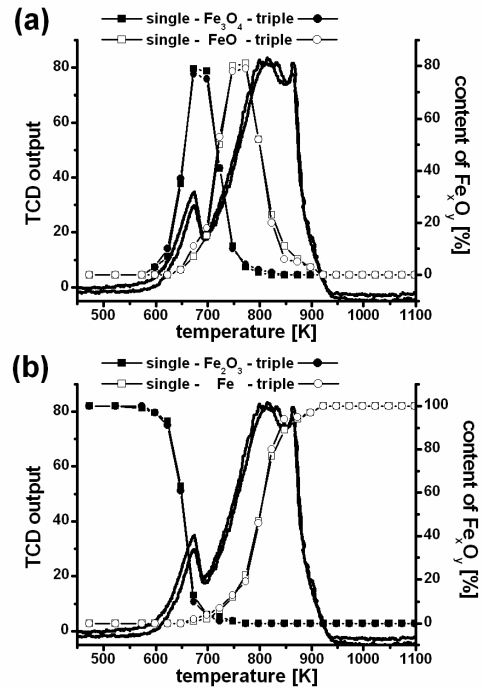 (a)
single - Fe3O4 - triple
single - FeO - triple
80
60
40
20
0
TCD output
80
60
40
20
0
content of FexOy [%]
500 600 700 800 900 1000 1100
temperature [K]
(b)
single - Fe2O3 - triple
single - Fe - triple
80
60
40
20
0
TCD output
100
80
60
40
20
0
content of FexOy [%]
500 600 700 800 900 1000 1100
temperature [K]